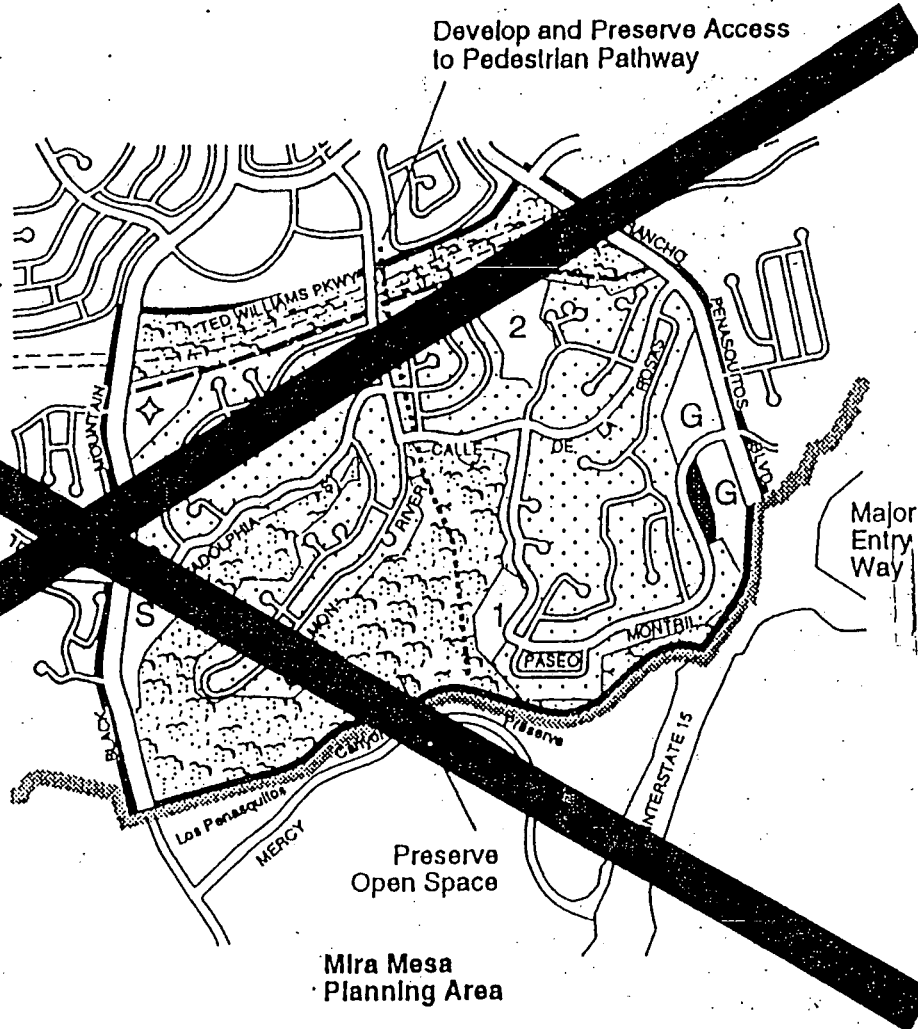 Develop and Preserve Access
to Pedestrian Pathway
RANCHO
PENASQUITOS
BLVD.
TED WILLIAMS PKWY
2
MOUNTAIN
ROSAS
LA
DE
CALLE
G
G
Major
Entry
Way
ADOLPHIA
RIVER
S
1
MONTRIL
PASEO
BLACK
Preserve
Canyon
Los Penasquitos
MERCY
INTERSTATE 15
Preserve
Open Space
Mira Mesa
Planning Area